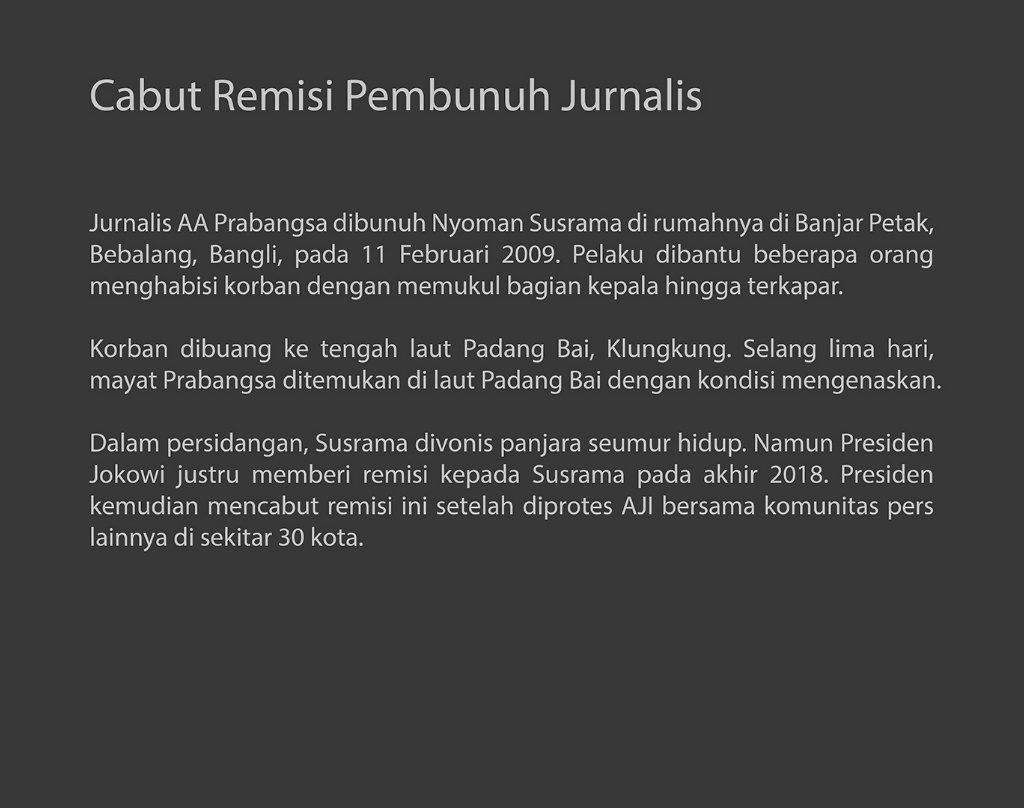 Cabut Remisi Pembunuh Jurnalis
Jurnalis AA Prabangsa dibunuh Nyoman Susrama di rumahnya di Banjar Petak,
Bebalang, Bangli, pada 11 Februari 2009. Pelaku dibantu beberapa orang
menghabisi korban dengan memukul bagian kepala hingga terkapar.
Korban dibuang ke tengah laut Padang Bai, Klungkung. Selang lima hari,
mayat Prabangsa ditemukan di laut Padang Bai dengan kondisi mengenaskan.
Dalam persidangan, Susrama divonis panjara seumur hidup. Namun Presiden
Jokowi justru memberi remisi kepada Susrama pada akhir 2018. Presiden
kemudian mencabut remisi ini setelah diprotes AJI bersama komunitas pers
lainnya di sekitar 30 kota.